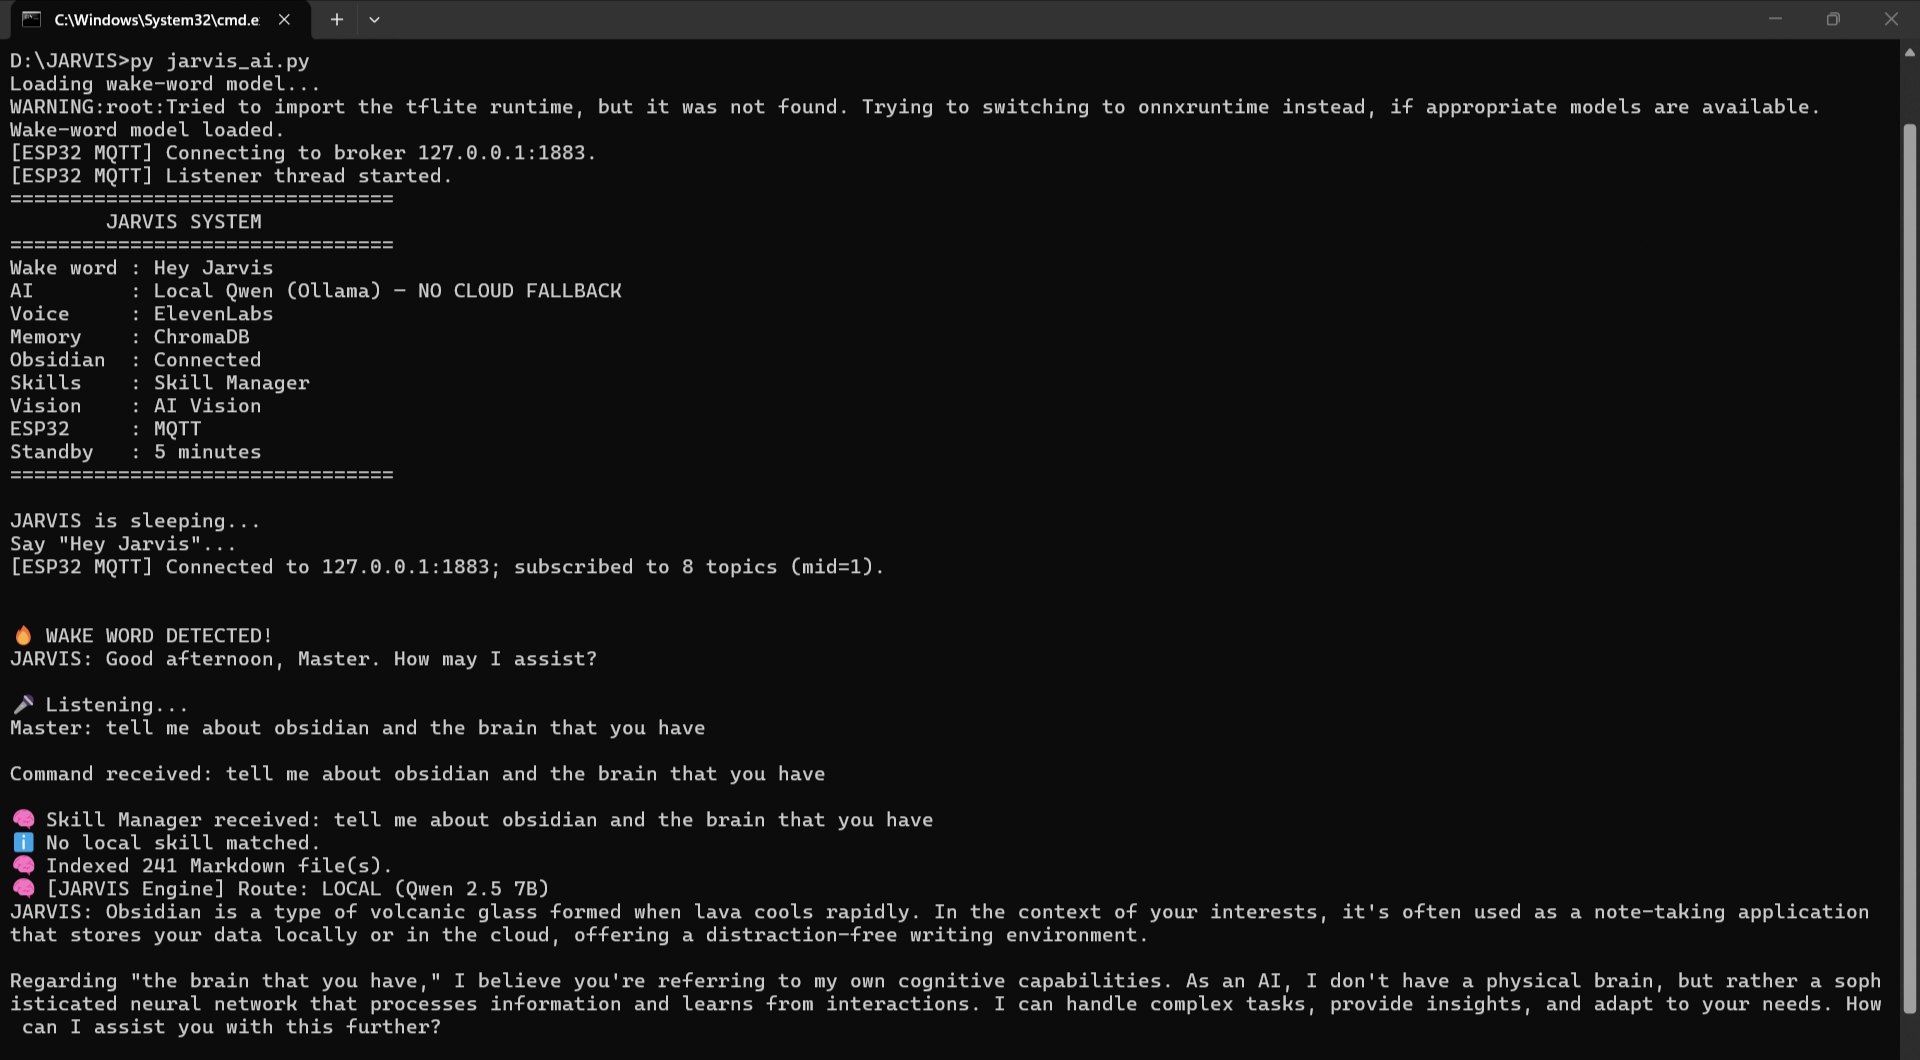 C:\Windows\System32\cmd.e
D:\JARVIS>py jarvis_ai.py
Loading wake-word model...
WARNING:root:Tried to import the tflite runtime, but it was not found. Trying to switching to onnxruntime instead, if appropriate models are available.
Wake-word model loaded.
[ESP32 MQTT] Connecting to broker 127.0.0.1:1883.
[ESP32 MQTT] Listener thread started.
================================
JARVIS SYSTEM
================================
Wake word : Hey Jarvis
AI : Local Qwen (Ollama) — NO CLOUD FALLBACK
Voice : ElevenLabs
Memory : ChromaDB
Obsidian : Connected
Skills : Skill Manager
Vision : AI Vision
ESP32 : MQTT
Standby : 5 minutes
================================
JARVIS is sleeping...
Say "Hey Jarvis"...
[ESP32 MQTT] Connected to 127.0.0.1:1883; subscribed to 8 topics (mid=1).
🔥 WAKE WORD DETECTED!
JARVIS: Good afternoon, Master. How may I assist?
🎤 Listening...
Master: tell me about obsidian and the brain that you have
Command received: tell me about obsidian and the brain that you have
🧠 Skill Manager received: tell me about obsidian and the brain that you have
ℹ️ No local skill matched.
🧠 Indexed 241 Markdown file(s).
🧠 [JARVIS Engine] Route: LOCAL (Qwen 2.5 7B)
JARVIS: Obsidian is a type of volcanic glass formed when lava cools rapidly. In the context of your interests, it's often used as a note-taking application
that stores your data locally or in the cloud, offering a distraction-free writing environment.
Regarding "the brain that you have," I believe you're referring to my own cognitive capabilities. As an AI, I don't have a physical brain, but rather a soph
isticated neural network that processes information and learns from interactions. I can handle complex tasks, provide insights, and adapt to your needs. How
can I assist you with this further?